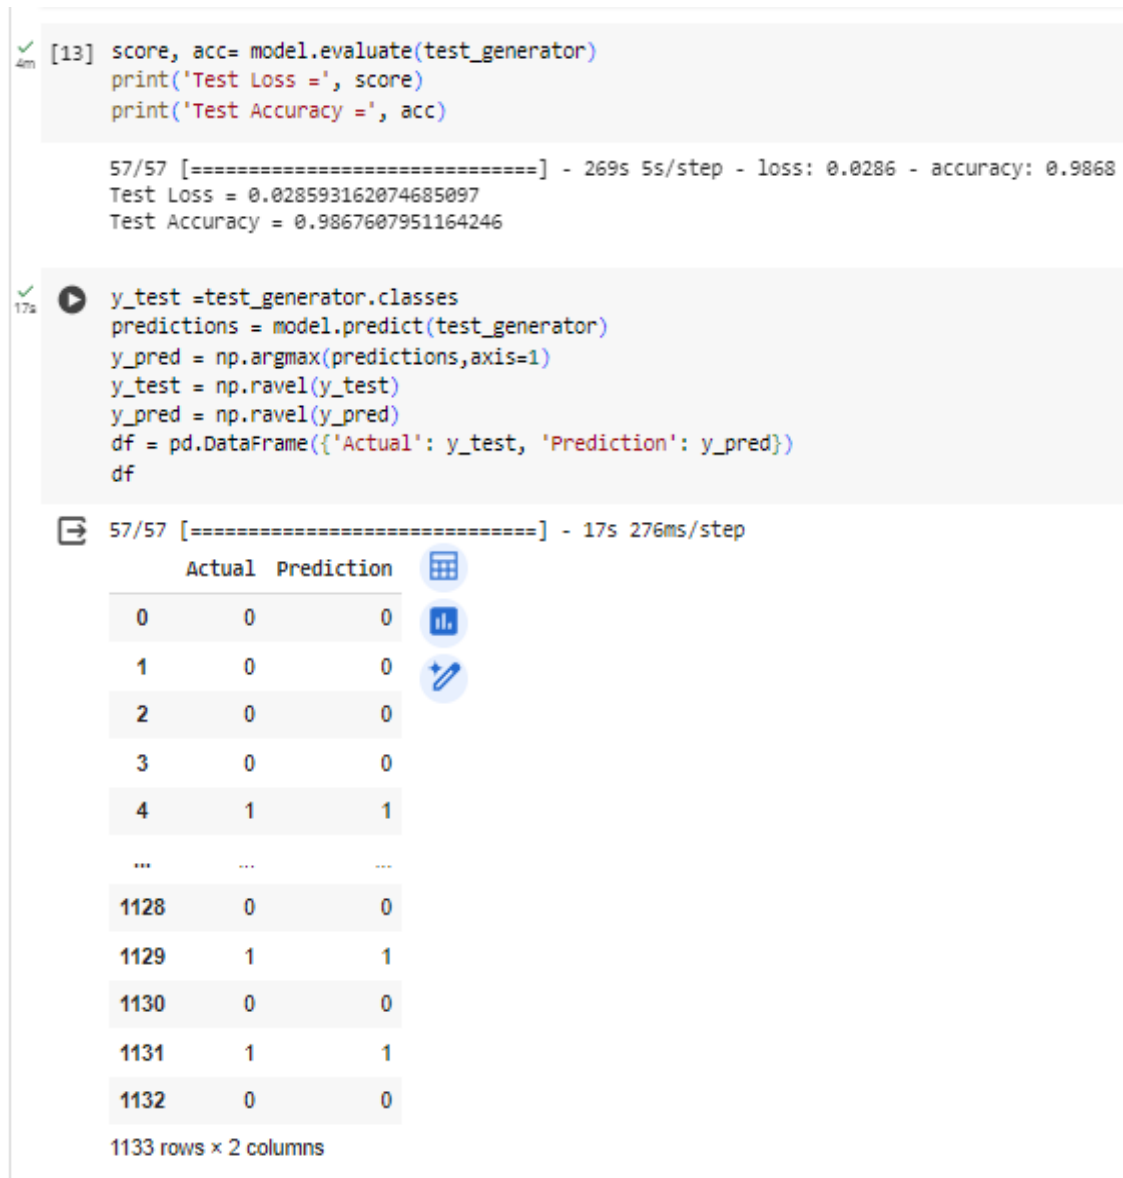 [13] score, acc= model.evaluate(test_generator)
4m
print('Test Loss =', score)
print('Test Accuracy =', acc)
57/57 [==============================] - 269s 5s/step - loss: 0.0286 - accuracy: 0.9868
Test Loss = 0.028593162074685097
Test Accuracy = 0.9867607951164246
17s
y_test =test_generator.classes
predictions = model.predict(test_generator)
y_pred = np.argmax(predictions,axis=1)
y_test = np.ravel(y_test)
y_pred = np.ravel(y_pred)
df = pd.DataFrame({'Actual': y_test, 'Prediction': y_pred})
df
57/57 [==============================] - 17s 276ms/step
Actual Prediction
0 0 0
1 0 0
2 0 0
3 0 0
4 1 1
... ... ...
1128 0 0
1129 1 1
1130 0 0
1131 1 1
1132 0 0
1133 rows × 2 columns